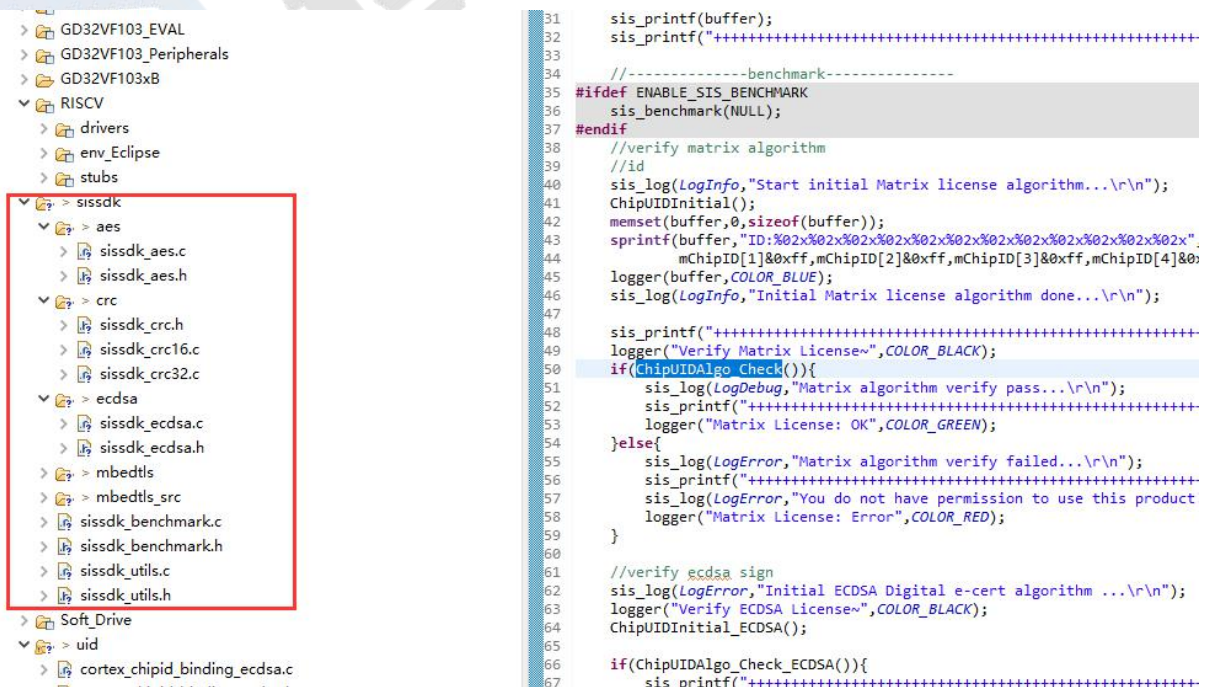 GD32VF103_EVAL
GD32VF103_Peripherals
GD32VF103xB
RISCV
drivers
env_Eclipse
stubs
> sissdk
> aes
sissdk_aes.c
sissdk_aes.h
> crc
sissdk_crc.h
sissdk_crc16.c
sissdk_crc32.c
> ecdsa
sissdk_ecdsa.c
sissdk_ecdsa.h
> mbedtls
> mbedtls_src
sissdk_benchmark.c
sissdk_benchmark.h
sissdk_utils.c
sissdk_utils.h
Soft_Drive
> uid
cortex_chipid_binding_ecdsa.c
31 sis_printf(buffer);
32 sis_printf("++++++++++++++++++++++++++++++++++++++++++++++++++++++++++
33
34 //--------------benchmark---------------
35 #ifdef ENABLE_SIS_BENCHMARK
36 sis_benchmark(NULL);
37 #endif
38 //verify matrix algorithm
39 //id
40 sis_log(LogInfo,"Start initial Matrix license algorithm...\r\n");
41 ChipUIDInitial();
42 memset(buffer,0,sizeof(buffer));
43 sprintf(buffer,"ID:%02x%02x%02x%02x%02x%02x%02x%02x%02x%02x%02x%02x",
44 mChipID[1]&0xff,mChipID[2]&0xff,mChipID[3]&0xff,mChipID[4]&0x
45 logger(buffer,COLOR_BLUE);
46 sis_log(LogInfo,"Initial Matrix license algorithm done...\r\n");
47
48 sis_printf("++++++++++++++++++++++++++++++++++++++++++++++++++++++++++
49 logger("Verify Matrix License~",COLOR_BLACK);
50 if(ChipUIDAlgo_Check()){
51 sis_log(LogDebug,"Matrix algorithm verify pass...\r\n");
52 sis_printf("++++++++++++++++++++++++++++++++++++++++++++++++++++++
53 logger("Matrix License: OK",COLOR_GREEN);
54 }else{
55 sis_log(LogError,"Matrix algorithm verify failed...\r\n");
56 sis_printf("++++++++++++++++++++++++++++++++++++++++++++++++++++++
57 sis_log(LogError,"You do not have permission to use this product
58 logger("Matrix License: Error",COLOR_RED);
59 }
60
61 //verify ecdsa sign
62 sis_log(LogError,"Initial ECDSA Digital e-cert algorithm ...\r\n");
63 logger("Verify ECDSA License~",COLOR_BLACK);
64 ChipUIDInitial_ECDSA();
65
66 if(ChipUIDAlgo_Check_ECDSA()){
67 sis_printf("++++++++++++++++++++++++++++++++++++++++++++++++++++++